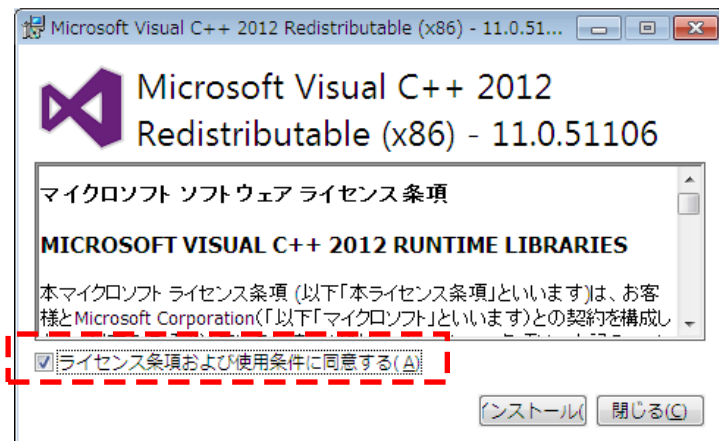 Microsoft Visual C++ 2012 Redistributable (x86) - 11.0.51...
Microsoft Visual C++ 2012
Redistributable (x86) - 11.0.51106
マイクロソフト ソフトウェア ライセンス条項
MICROSOFT VISUAL C++ 2012 RUNTIME LIBRARIES
本マイクロソフト ライセンス条項 (以下「本ライセンス条項」といいます)は、お客
様とMicrosoft Corporation(「以下「マイクロソフト」といいます)との契約を構成し
ライセンス条項および使用条件に同意する(A)
インストール(
閉じる(C)